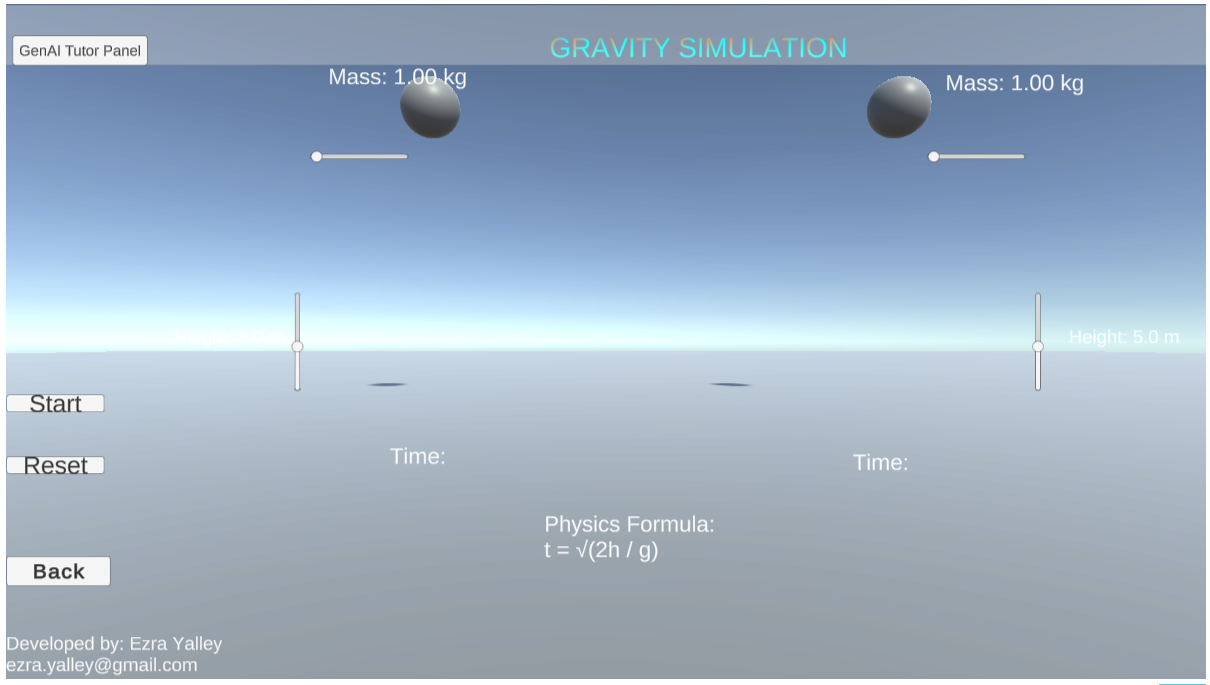 GenAI Tutor Panel
GRAVITY SIMULATION
Mass: 1.00 kg
Mass: 1.00 kg
Height: 5.0 m
Start
Reset
Time:
Time:
Physics Formula:
t = √(2h / g)
Back
Developed by: Ezra Yalley
ezra.yalley@gmail.com